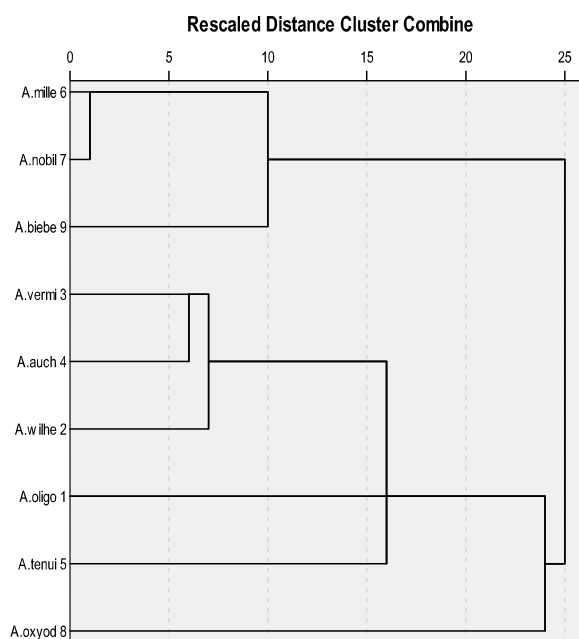 Rescaled Distance Cluster Combine
0 5 10 15 20 25
A.mille 6
A.nobil 7
A.biebe 9
A.vermi 3
A.auch 4
A.wilhe 2
A.oligo 1
A.tenui 5
A.oxyod 8